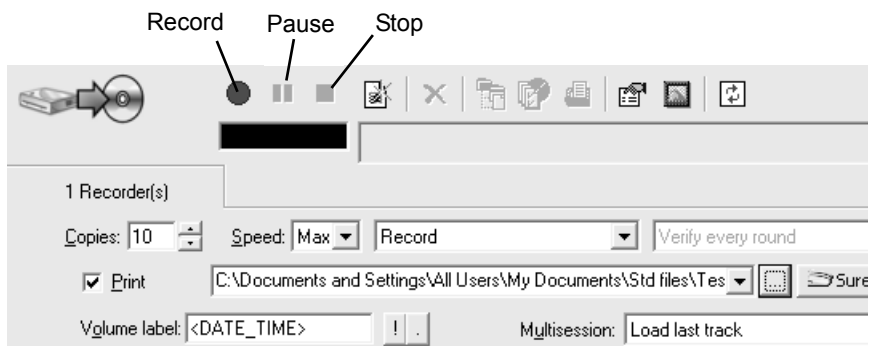 Record Pause Stop
1 Recorder(s)
Copies: 10 Speed: Max Record Verify every round
Print C:\Documents and Settings\All Users\My Documents\Std files\Tes ... Sure
Volume label: <DATE_TIME> ! . Multisession: Load last track